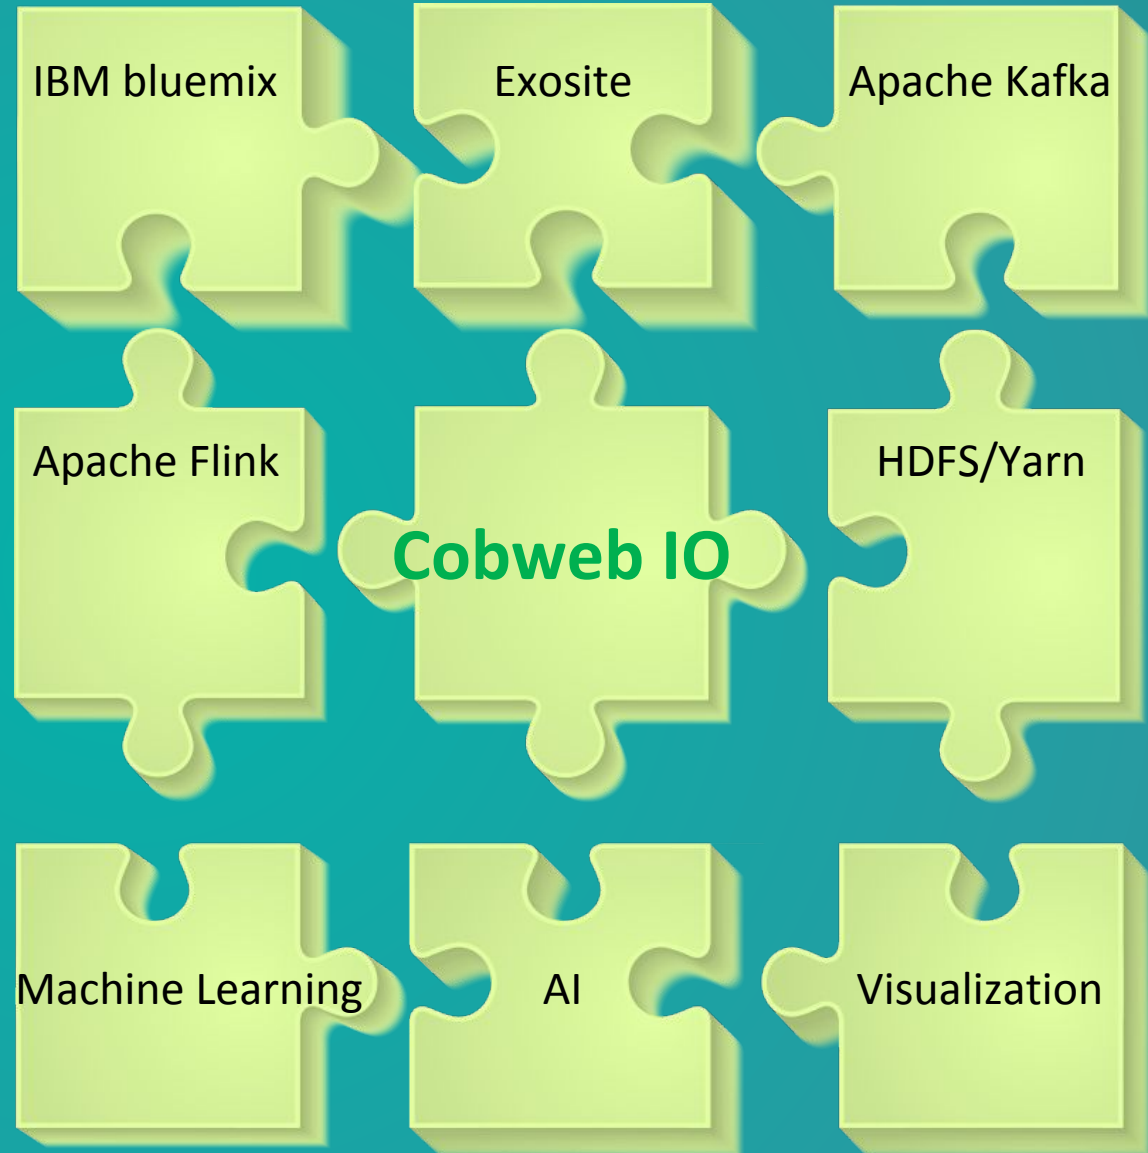 IBM bluemix
Exosite
Apache Kafka
Apache Flink
Cobweb IO
HDFS/Yarn
Machine Learning
AI
Visualization